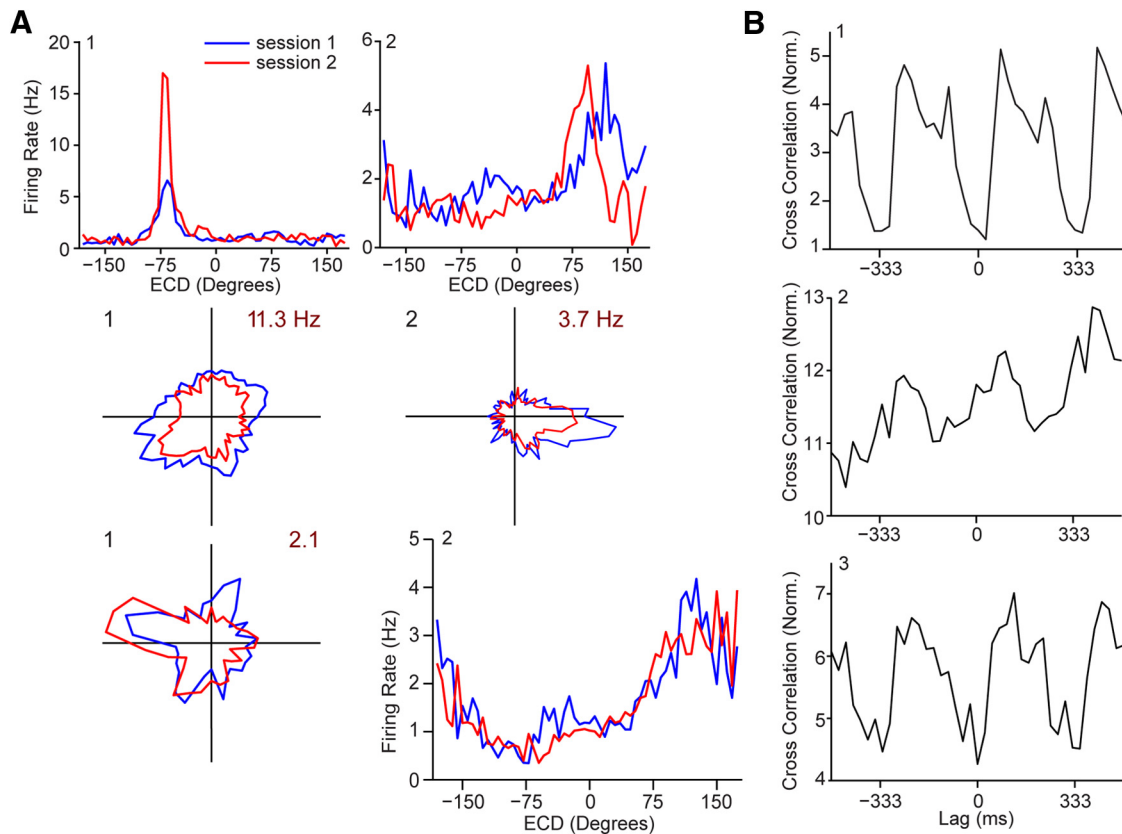 A
20
15
10
5
0
Firing Rate (Hz)
1
session 1
session 2
−150 −75 0 75 150
ECD (Degrees)
6
4
2
0
2
−150 −75 0 75 150
ECD (Degrees)
1 11.3 Hz
2 3.7 Hz
1 2.1
5
4
3
2
1
0
Firing Rate (Hz)
2
−150 −75 0 75 150
ECD (Degrees)
B
1
5
4
3
2
1
Cross Correlation (Norm.)
−333 0 333
13 2
12
11
10
Cross Correlation (Norm.)
−333 0 333
3
7
6
5
4
Cross Correlation (Norm.)
−333 0 333
Lag (ms)